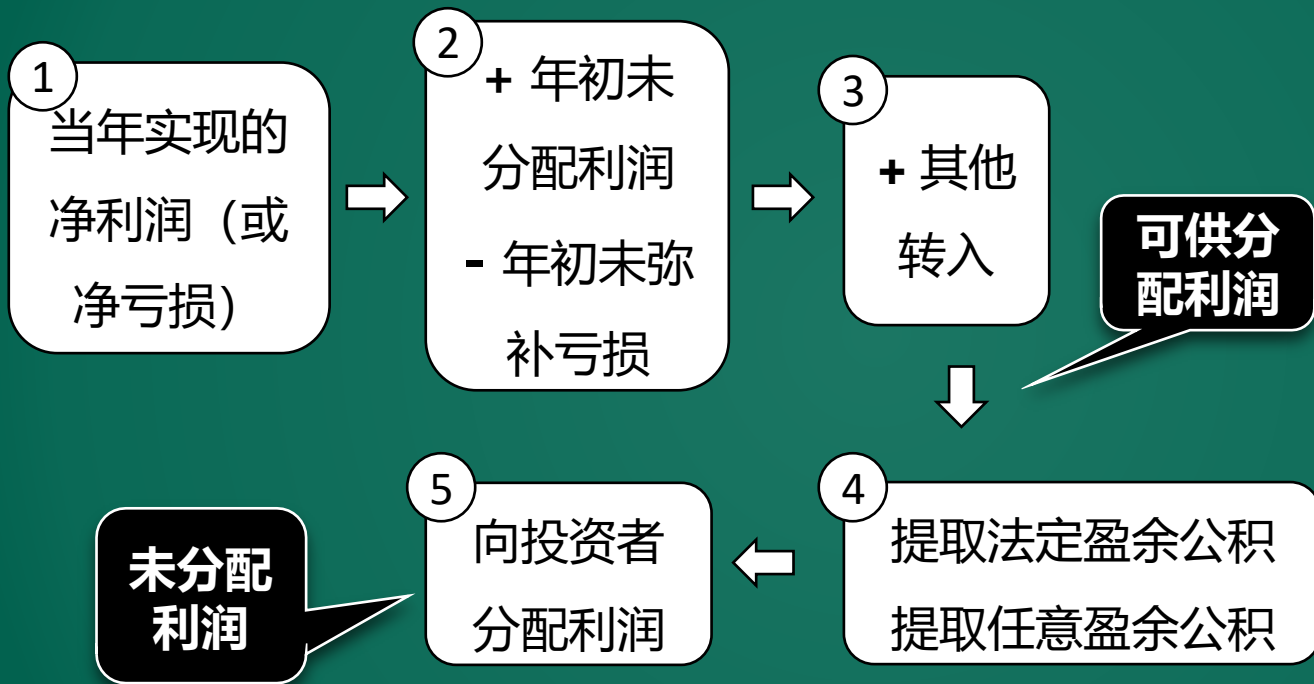 1
当年实现的
净利润（或
净亏损）
2
+ 年初未
分配利润
- 年初未弥
补亏损
3
+ 其他
转入
可供分
配利润
4
提取法定盈余公积
提取任意盈余公积
5
向投资者
分配利润
未分配
利润